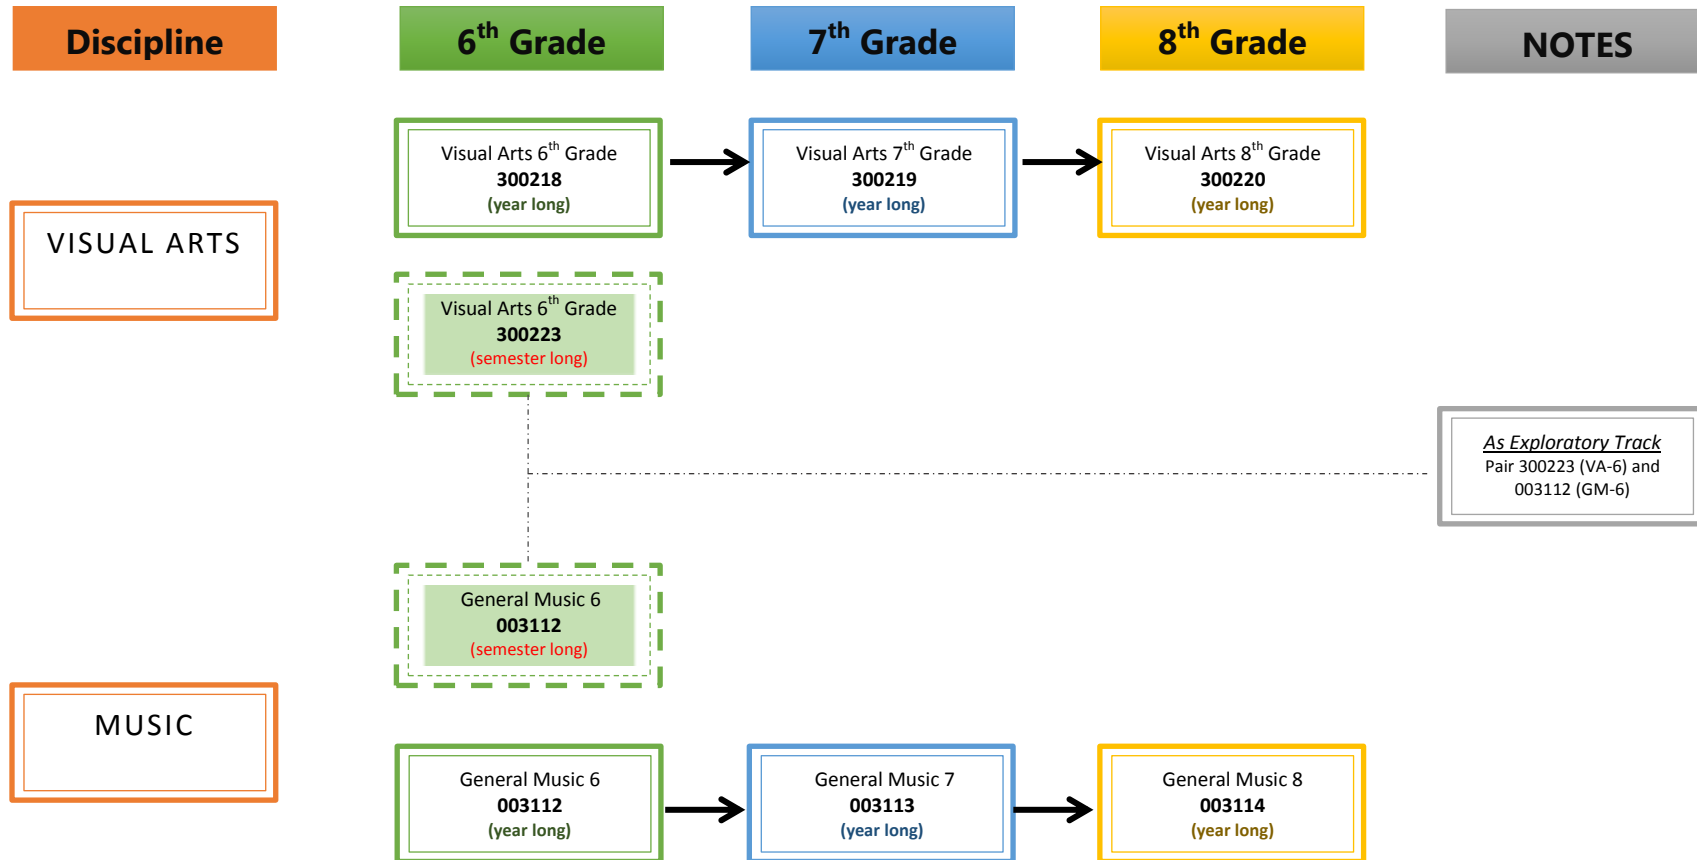 Discipline
6th Grade
7th Grade
8th Grade
NOTES
VISUAL ARTS
Visual Arts 6th Grade
300218
(year long)
Visual Arts 7th Grade
300219
(year long)
Visual Arts 8th Grade
300220
(year long)
Visual Arts 6th Grade
300223
(semester long)
As Exploratory Track
Pair 300223 (VA-6) and
003112 (GM-6)
General Music 6
003112
(semester long)
MUSIC
General Music 6
003112
(year long)
General Music 7
003113
(year long)
General Music 8
003114
(year long)